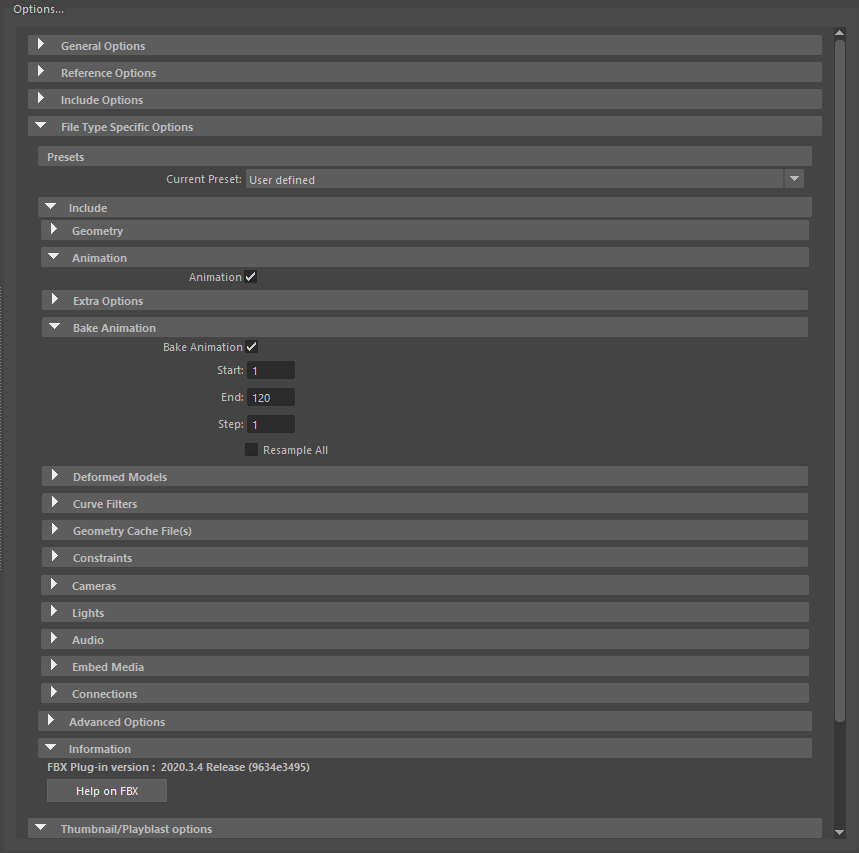 Options...
General Options
Reference Options
Include Options
File Type Specific Options
Presets
Current Preset: User defined
Include
Geometry
Animation
Animation
Extra Options
Bake Animation
Bake Animation
Start: 1
End: 120
Step: 1
Resample All
Deformed Models
Curve Filters
Geometry Cache File(s)
Constraints
Cameras
Lights
Audio
Embed Media
Connections
Advanced Options
Information
FBX Plug-in version : 2020.3.4 Release (9634e3495)
Help on FBX
Thumbnail/Playblast options